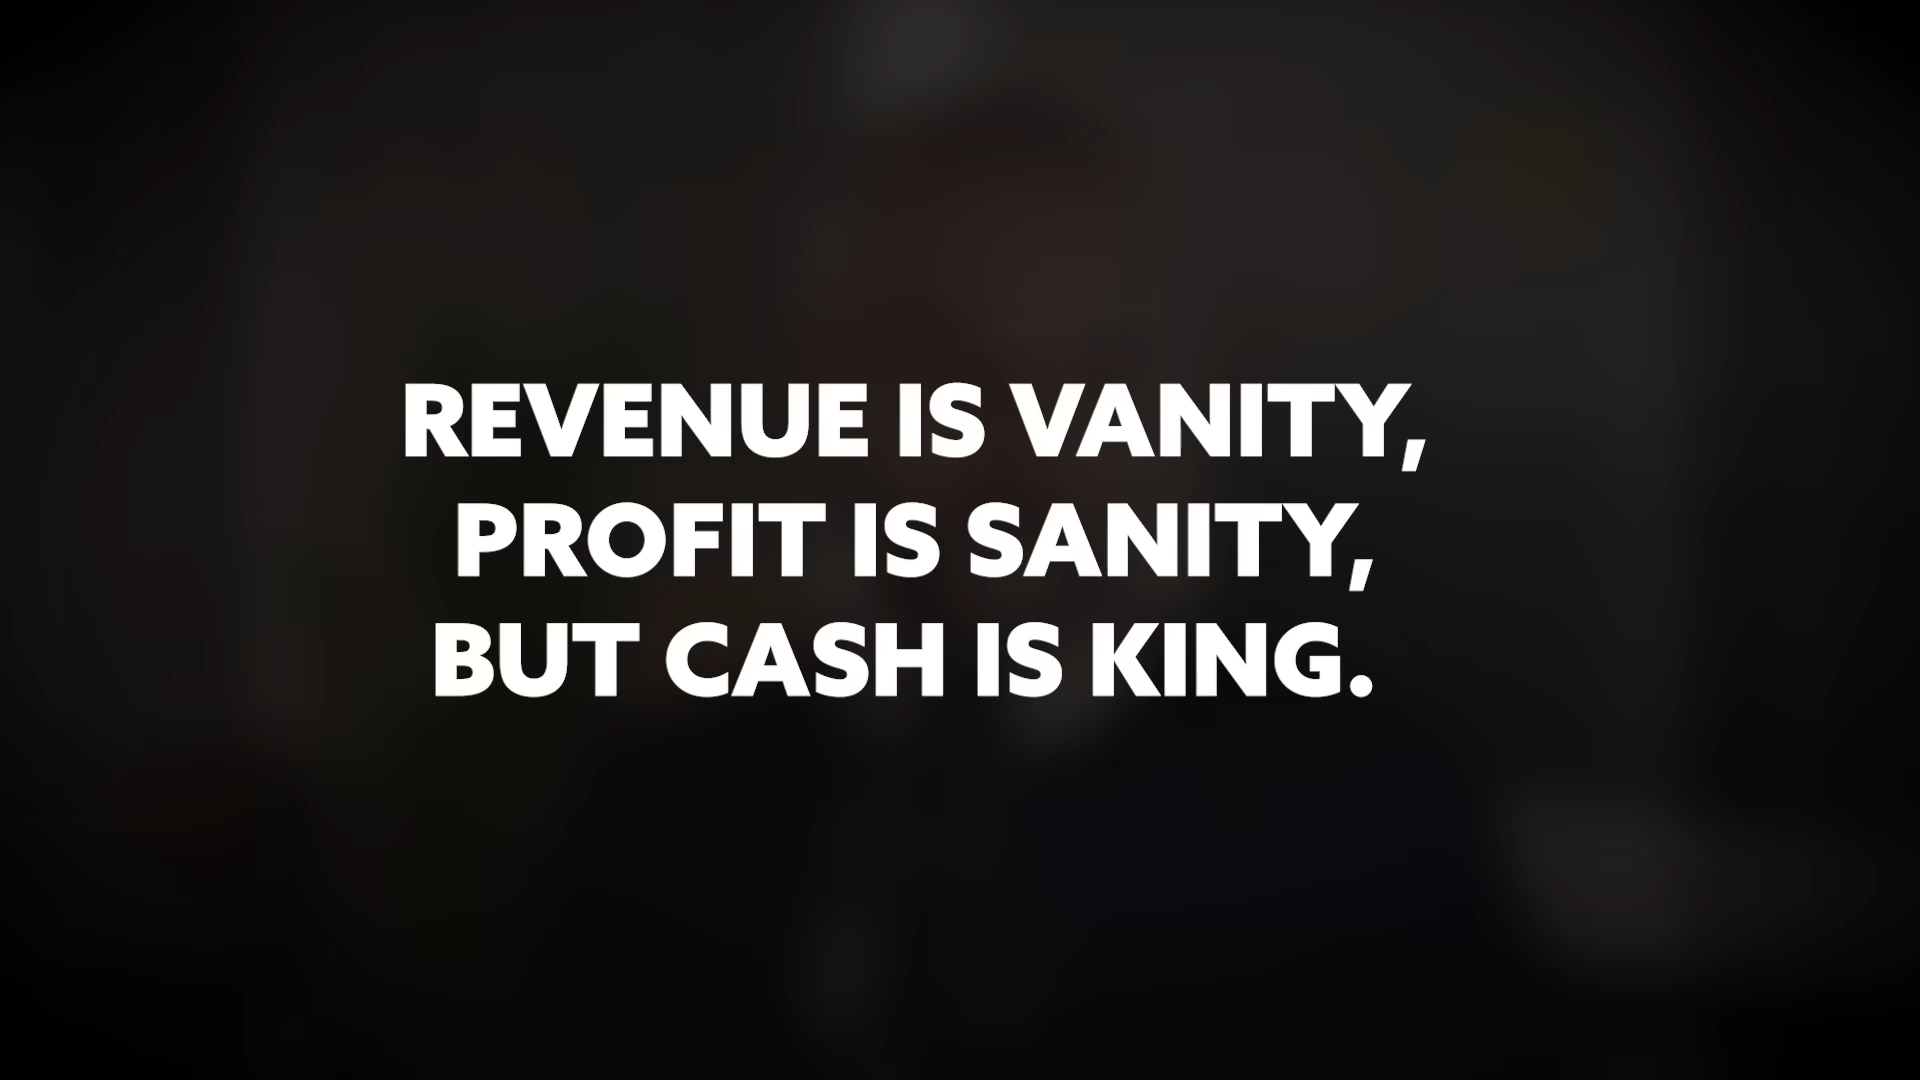 REVENUE IS VANITY,
PROFIT IS SANITY,
BUT CASH IS KING.